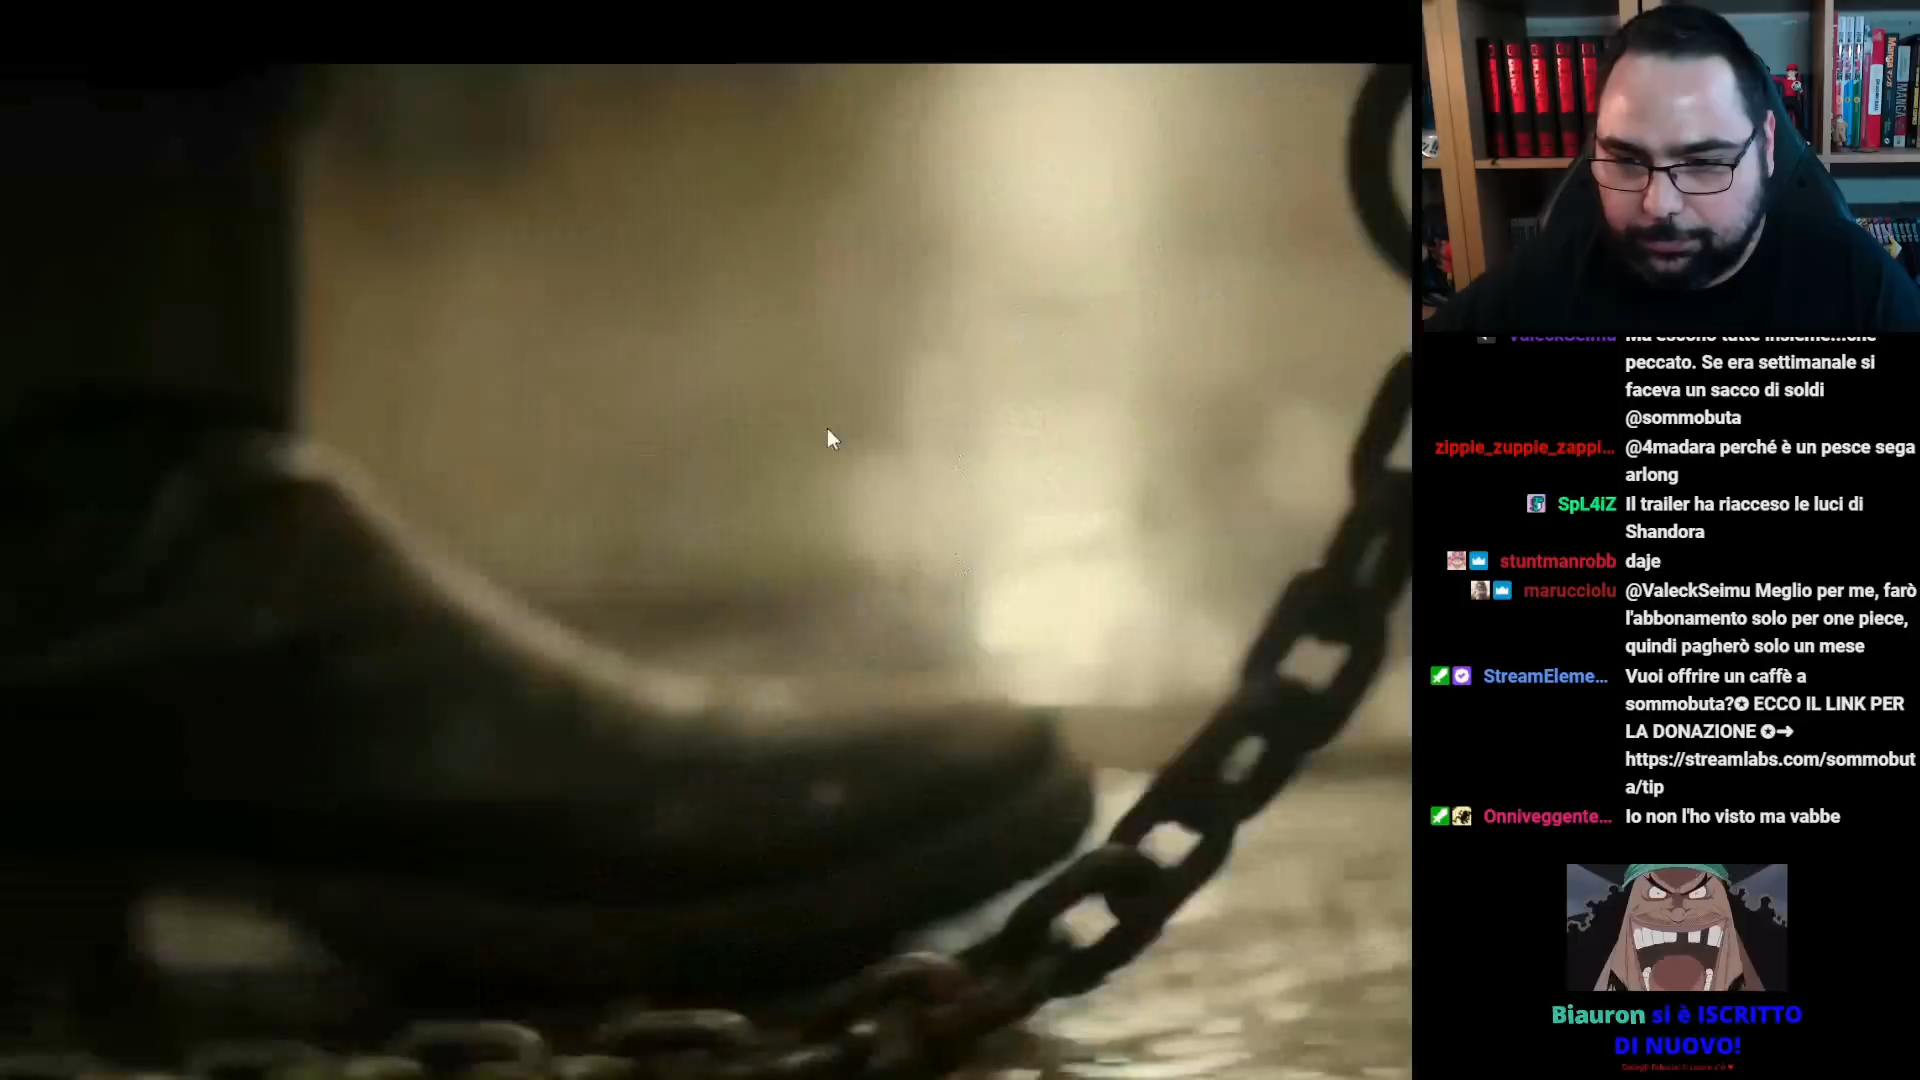 peccato. Se era settimanale si
faceva un sacco di soldi
@sommobuta
zippie_zuppie_zappi... @4madara perché è un pesce sega
arlong
SpL4iZ Il trailer ha riacceso le luci di
Shandora
stuntmanrobb daje
marucciolu @ValeckSeimu Meglio per me, farò
l'abbonamento solo per one piece,
quindi pagherò solo un mese
StreamEleme... Vuoi offrire un caffè a
sommobuta?✪ ECCO IL LINK PER
LA DONAZIONE ✪➜
https://streamlabs.com/sommobut
a/tip
Onniveggente... Io non l'ho visto ma vabbe
Biauron si è ISCRITTO
DI NUOVO!
MANGA